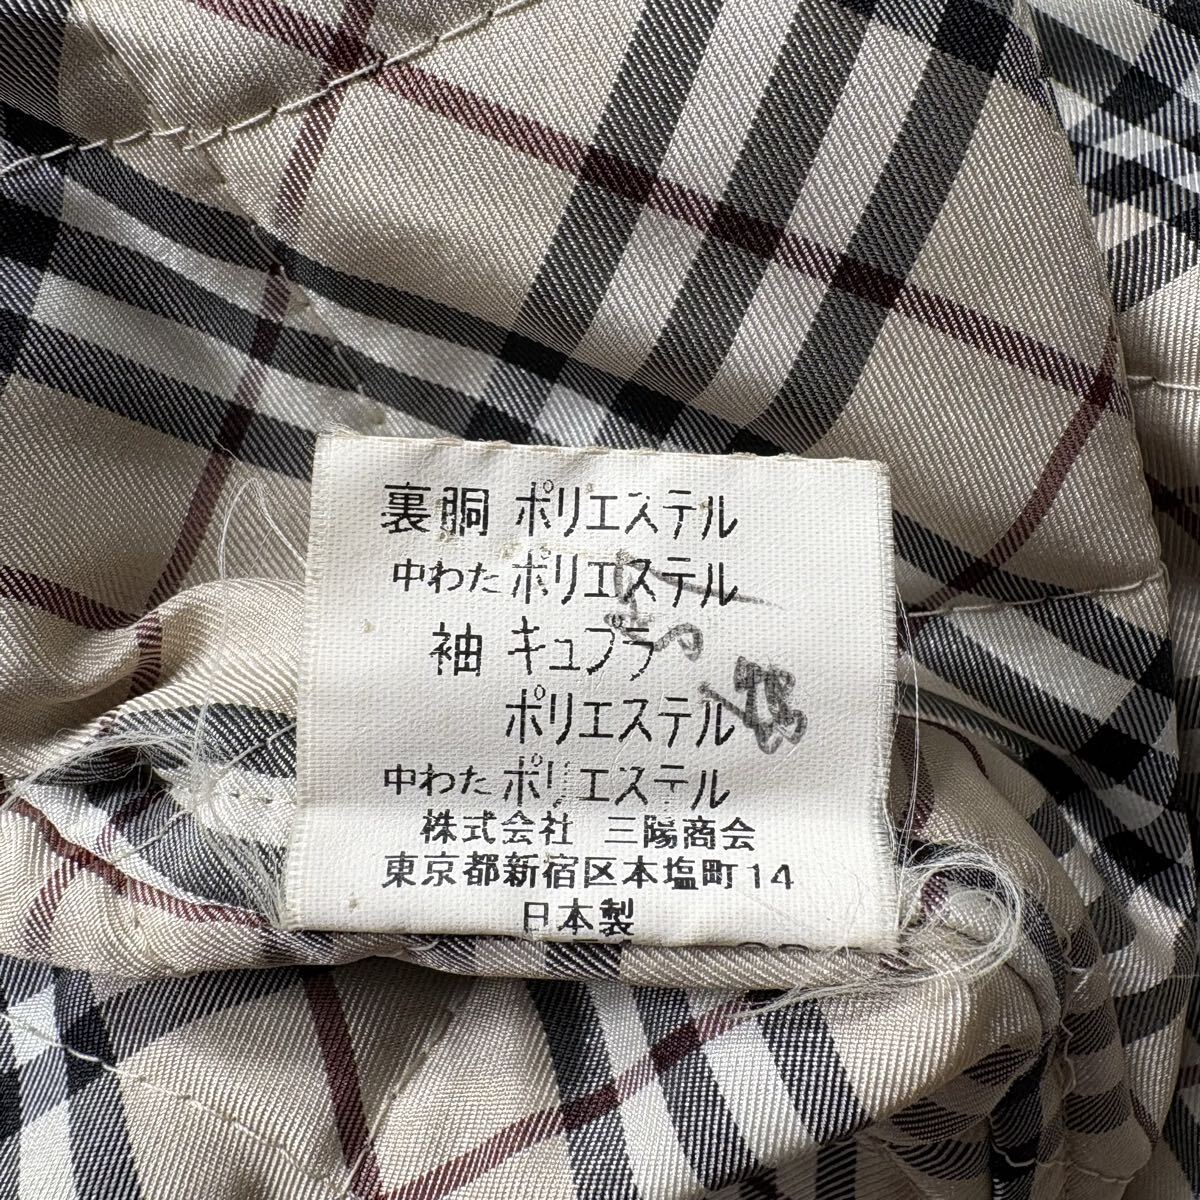 裏胴 ポリエステル
中わた ポリエステル
袖 キュプラ
ポリエステル
中わた ポリエステル
株式会社 三陽商会
東京都新宿区本塩町14
日本製